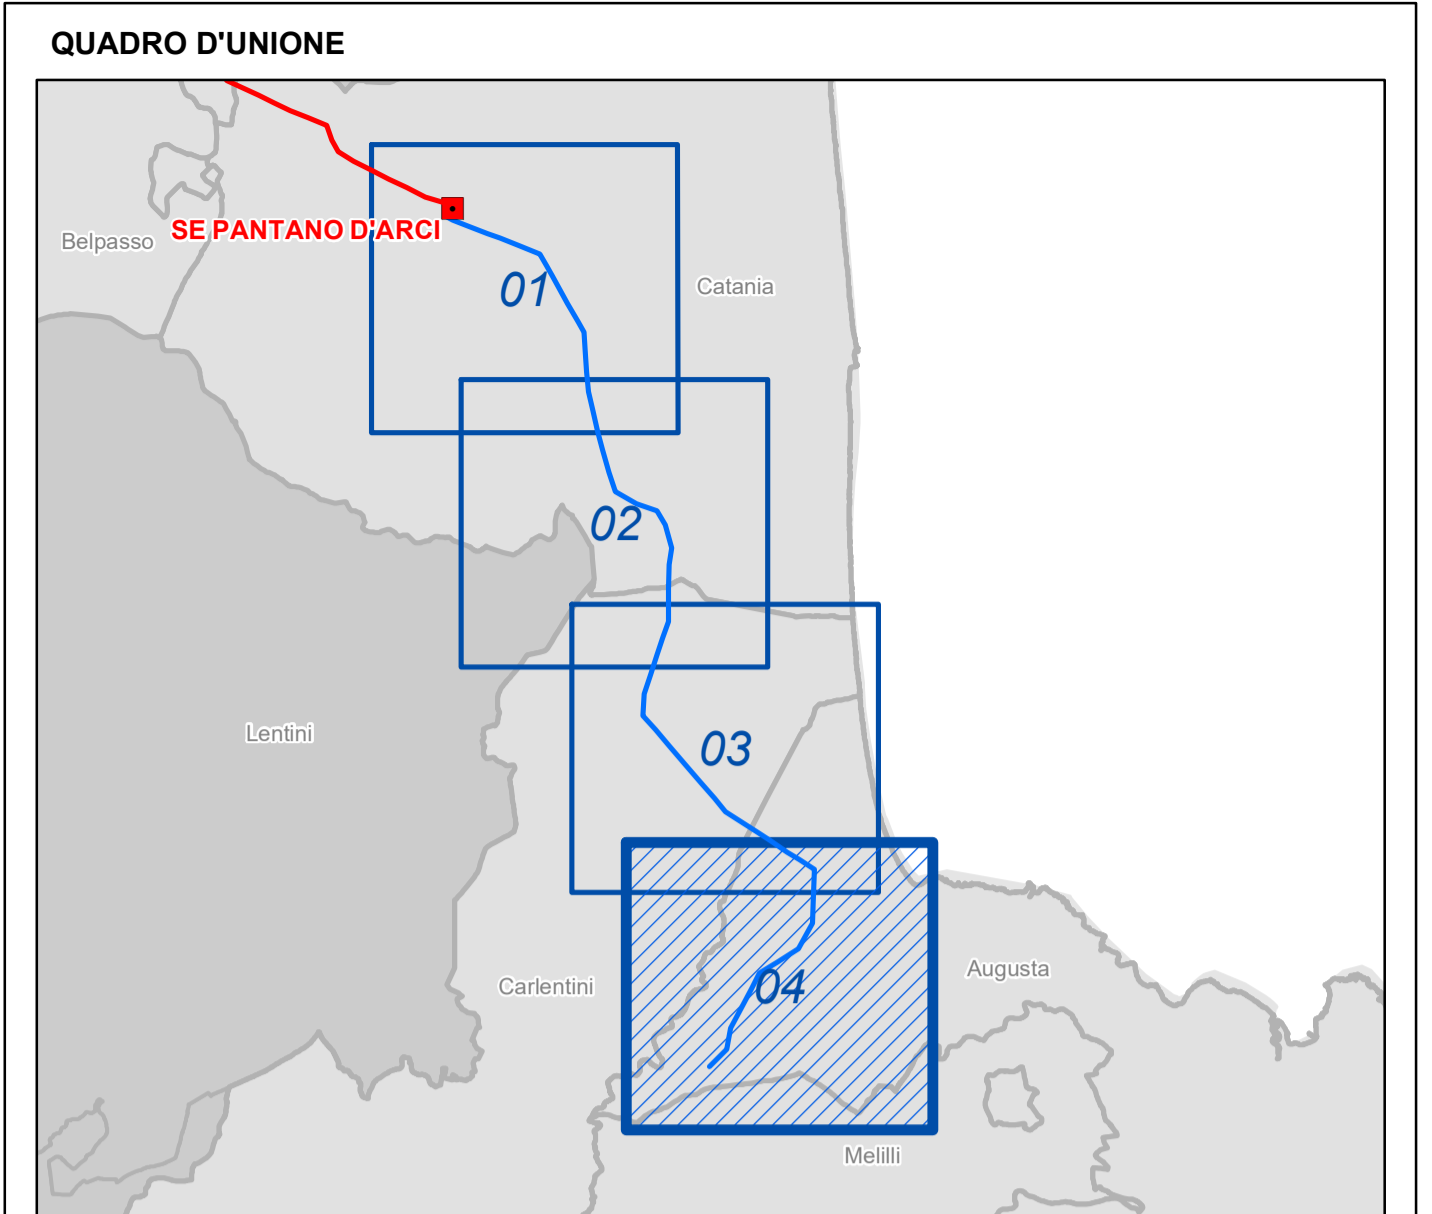 QUADRO D'UNIONE
Belpasso
SE PANTANO D'ARCI
01
Catania
02
Lentini
03
Carlentini
04
Augusta
Melilli